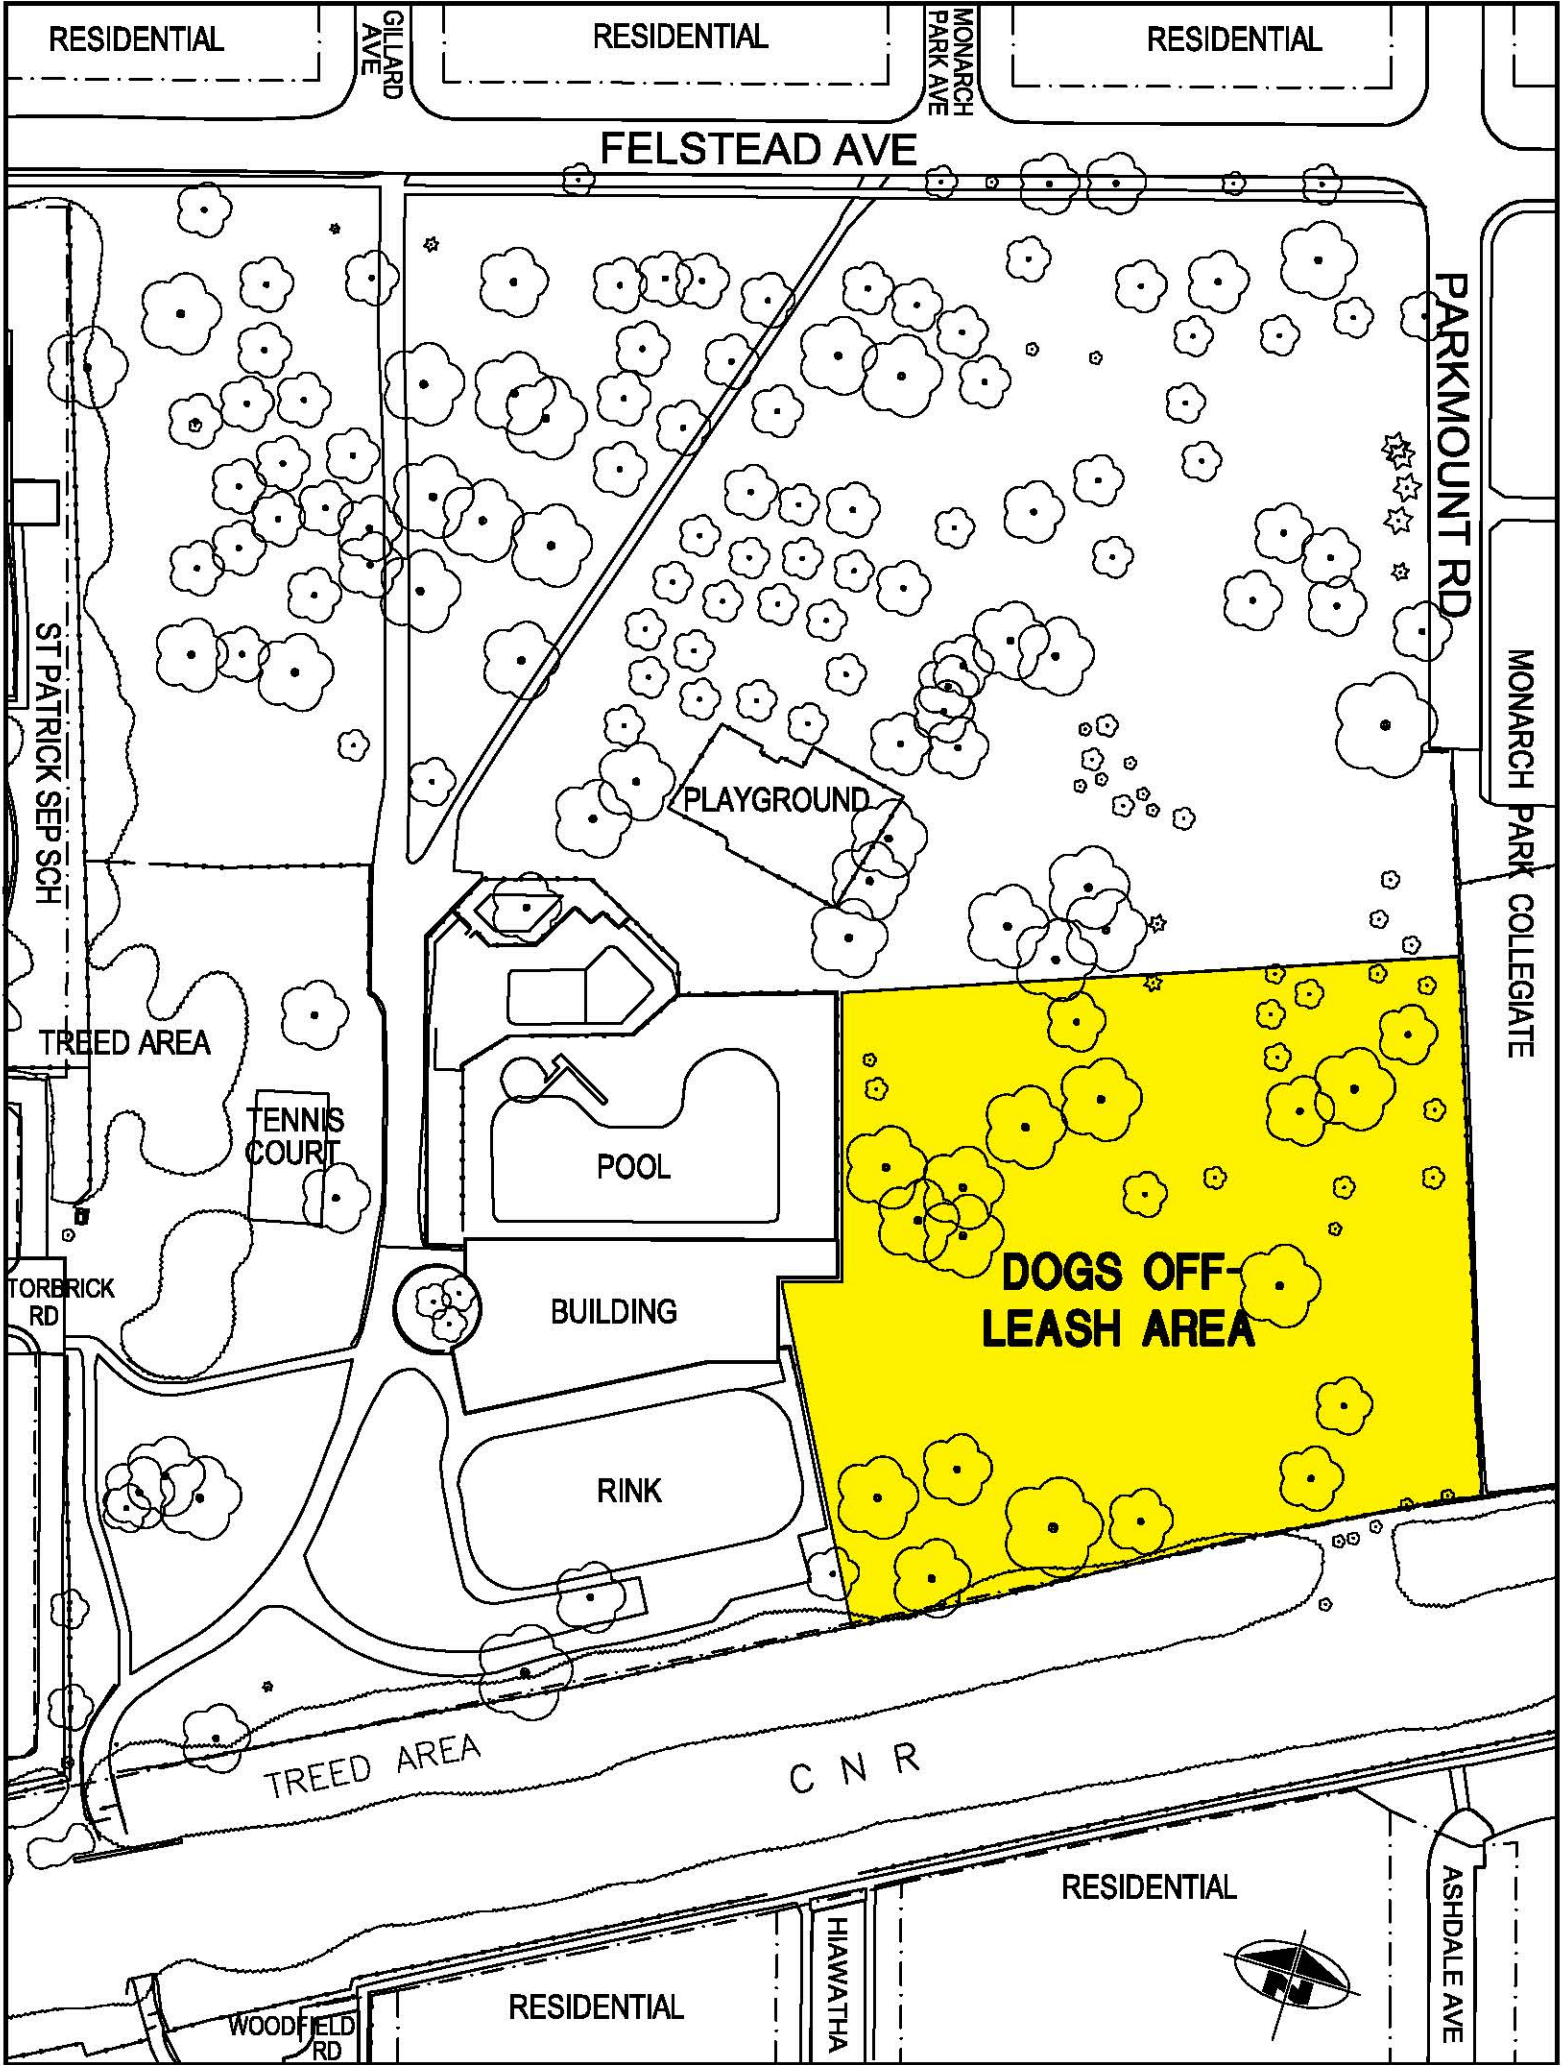 RESIDENTIAL
GILLARD
AVE
RESIDENTIAL
MONARCH
PARK AVE
RESIDENTIAL
FELSTEAD AVE
PARKMOUNT RD
ST PATRICK SEP SCH
MONARCH PARK COLLEGIATE
PLAYGROUND
TREED AREA
TENNIS
COURT
POOL
DOGS OFF-
LEASH AREA
TORBRICK
RD
BUILDING
RINK
TREED AREA
C N R
RESIDENTIAL
ASHDALE AVE
HIAWATHA
N
RESIDENTIAL
WOODFIELD
RD